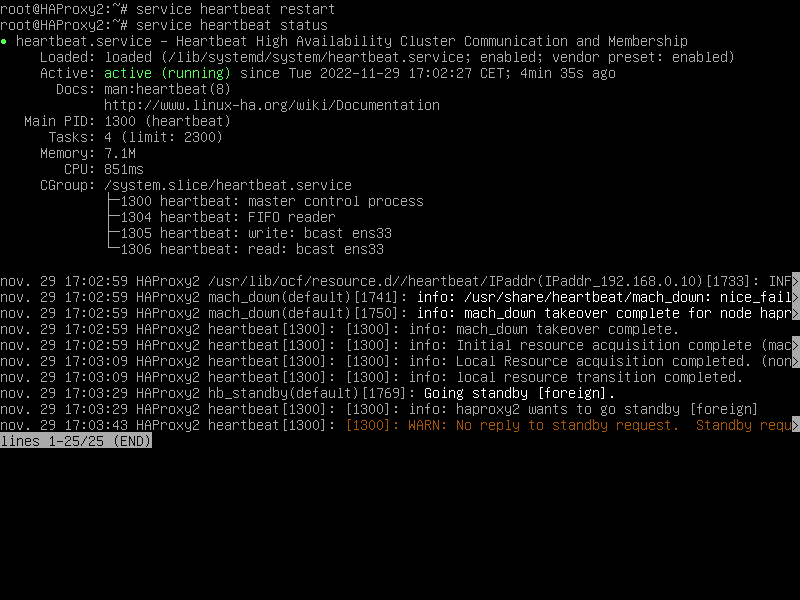 root@HAProxy2:~# service heartbeat restart
root@HAProxy2:~# service heartbeat status
● heartbeat.service - Heartbeat High Availability Cluster Communication and Membership
     Loaded: loaded (/lib/systemd/system/heartbeat.service; enabled; vendor preset: enabled)
     Active: active (running) since Tue 2022-11-29 17:02:27 CET; 4min 35s ago
       Docs: man:heartbeat(8)
             http://www.linux-ha.org/wiki/Documentation
   Main PID: 1300 (heartbeat)
      Tasks: 4 (limit: 2300)
     Memory: 7.1M
        CPU: 851ms
     CGroup: /system.slice/heartbeat.service
             ├─1300 heartbeat: master control process
             ├─1304 heartbeat: FIFO reader
             ├─1305 heartbeat: write: bcast ens33
             └─1306 heartbeat: read: bcast ens33

nov. 29 17:02:59 HAProxy2 /usr/lib/ocf/resource.d//heartbeat/IPaddr(IPaddr_192.168.0.10)[1733]: INF>
nov. 29 17:02:59 HAProxy2 mach_down(default)[1741]: info: /usr/share/heartbeat/mach_down: nice_fail>
nov. 29 17:02:59 HAProxy2 mach_down(default)[1750]: info: mach_down takeover complete for node hapr>
nov. 29 17:02:59 HAProxy2 heartbeat[1300]: [1300]: info: mach_down takeover complete.
nov. 29 17:02:59 HAProxy2 heartbeat[1300]: [1300]: info: Initial resource acquisition complete (mac>
nov. 29 17:03:09 HAProxy2 heartbeat[1300]: [1300]: info: Local Resource acquisition completed. (non>
nov. 29 17:03:09 HAProxy2 heartbeat[1300]: [1300]: info: local resource transition completed.
nov. 29 17:03:29 HAProxy2 hb_standby(default)[1769]: Going standby [foreign].
nov. 29 17:03:29 HAProxy2 heartbeat[1300]: [1300]: info: haproxy2 wants to go standby [foreign]
nov. 29 17:03:43 HAProxy2 heartbeat[1300]: [1300]: WARN: No reply to standby request.  Standby requ>
lines 1-25/25 (END)